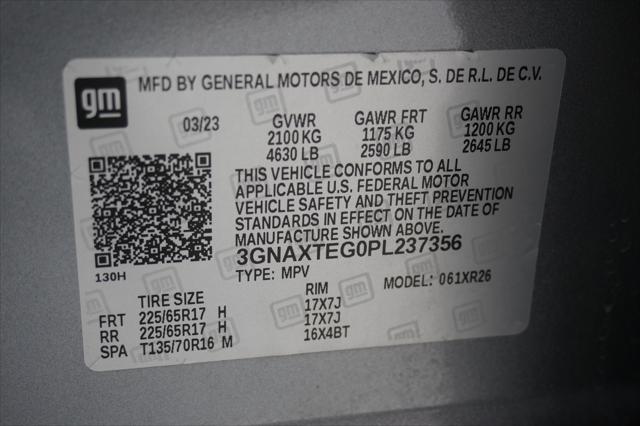 gm
MFD BY GENERAL MOTORS DE MEXICO, S. DE R.L. DE C.V.
03/23 GVWR GAWR FRT GAWR RR
2100 KG 1175 KG 1200 KG
4630 LB 2590 LB 2645 LB
THIS VEHICLE CONFORMS TO ALL
APPLICABLE U.S. FEDERAL MOTOR
VEHICLE SAFETY AND THEFT PREVENTION
STANDARDS IN EFFECT ON THE DATE OF
MANUFACTURE SHOWN ABOVE.
3GNAXTEG0PL237356
130H
TYPE: MPV MODEL: 061XR26
TIRE SIZE RIM
FRT 225/65R17 H 17X7J
RR 225/65R17 H 17X7J
SPA T135/70R16 M 16X4BT